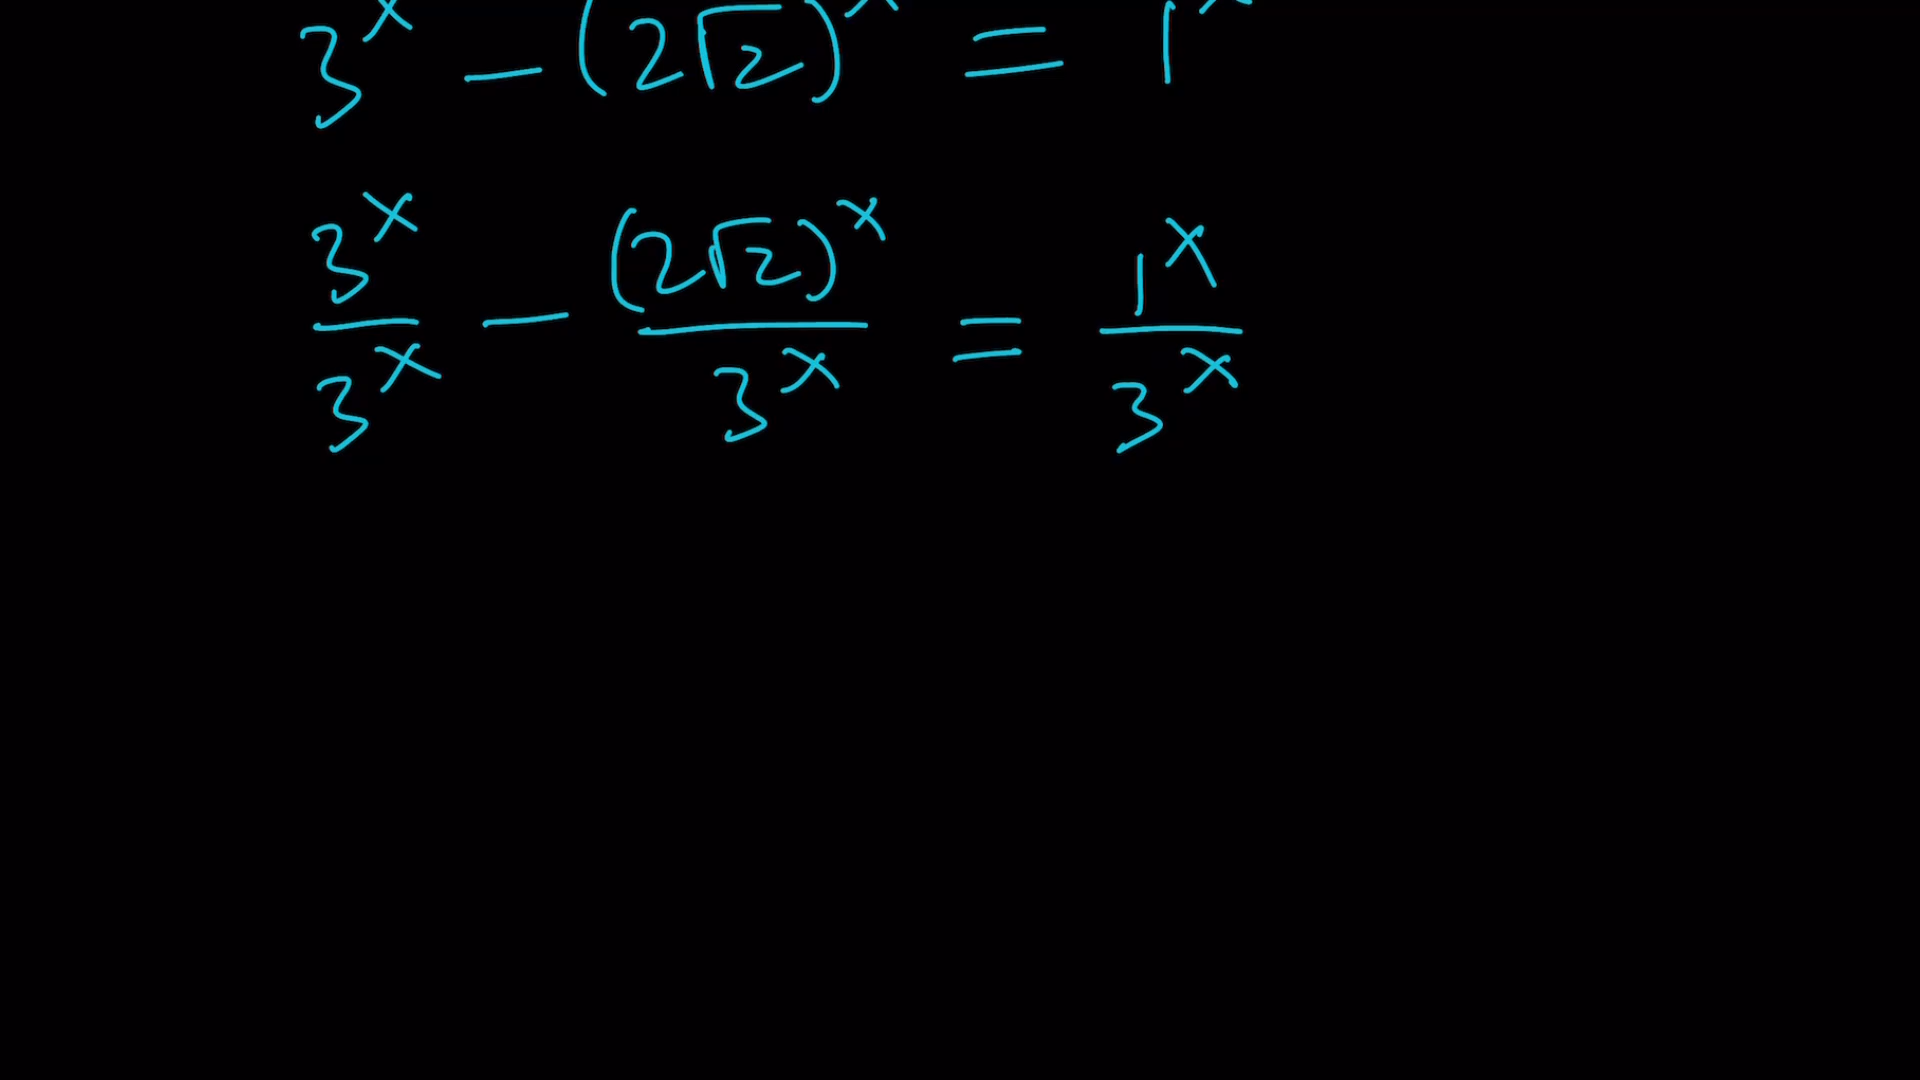 3^x − (2√2)^x = 1^x
3^x/3^x − (2√2)^x/3^x = 1^x/3^x